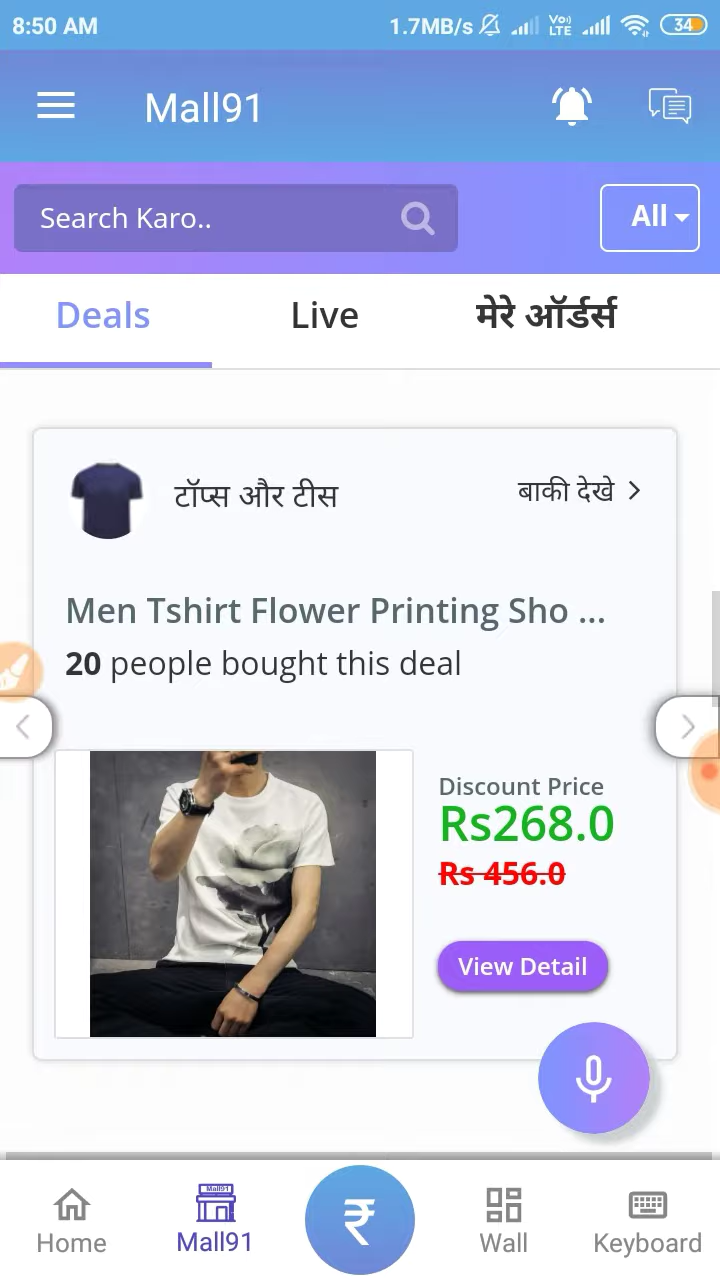 8:50 AM 1.7MB/s Vo) LTE 34
Mall91
Search Karo.. All
Deals Live मेरे ऑर्डर्स
टॉप्स और टीस बाकी देखे
Men Tshirt Flower Printing Sho ...
20 people bought this deal
Discount Price
Rs268.0
Rs 456.0
View Detail
Mall91
₹
Home Mall91 Wall Keyboard